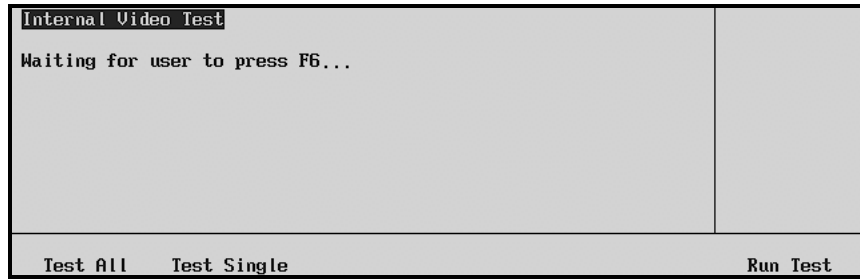 Internal Video Test
Waiting for user to press F6...
Test All Test Single Run Test